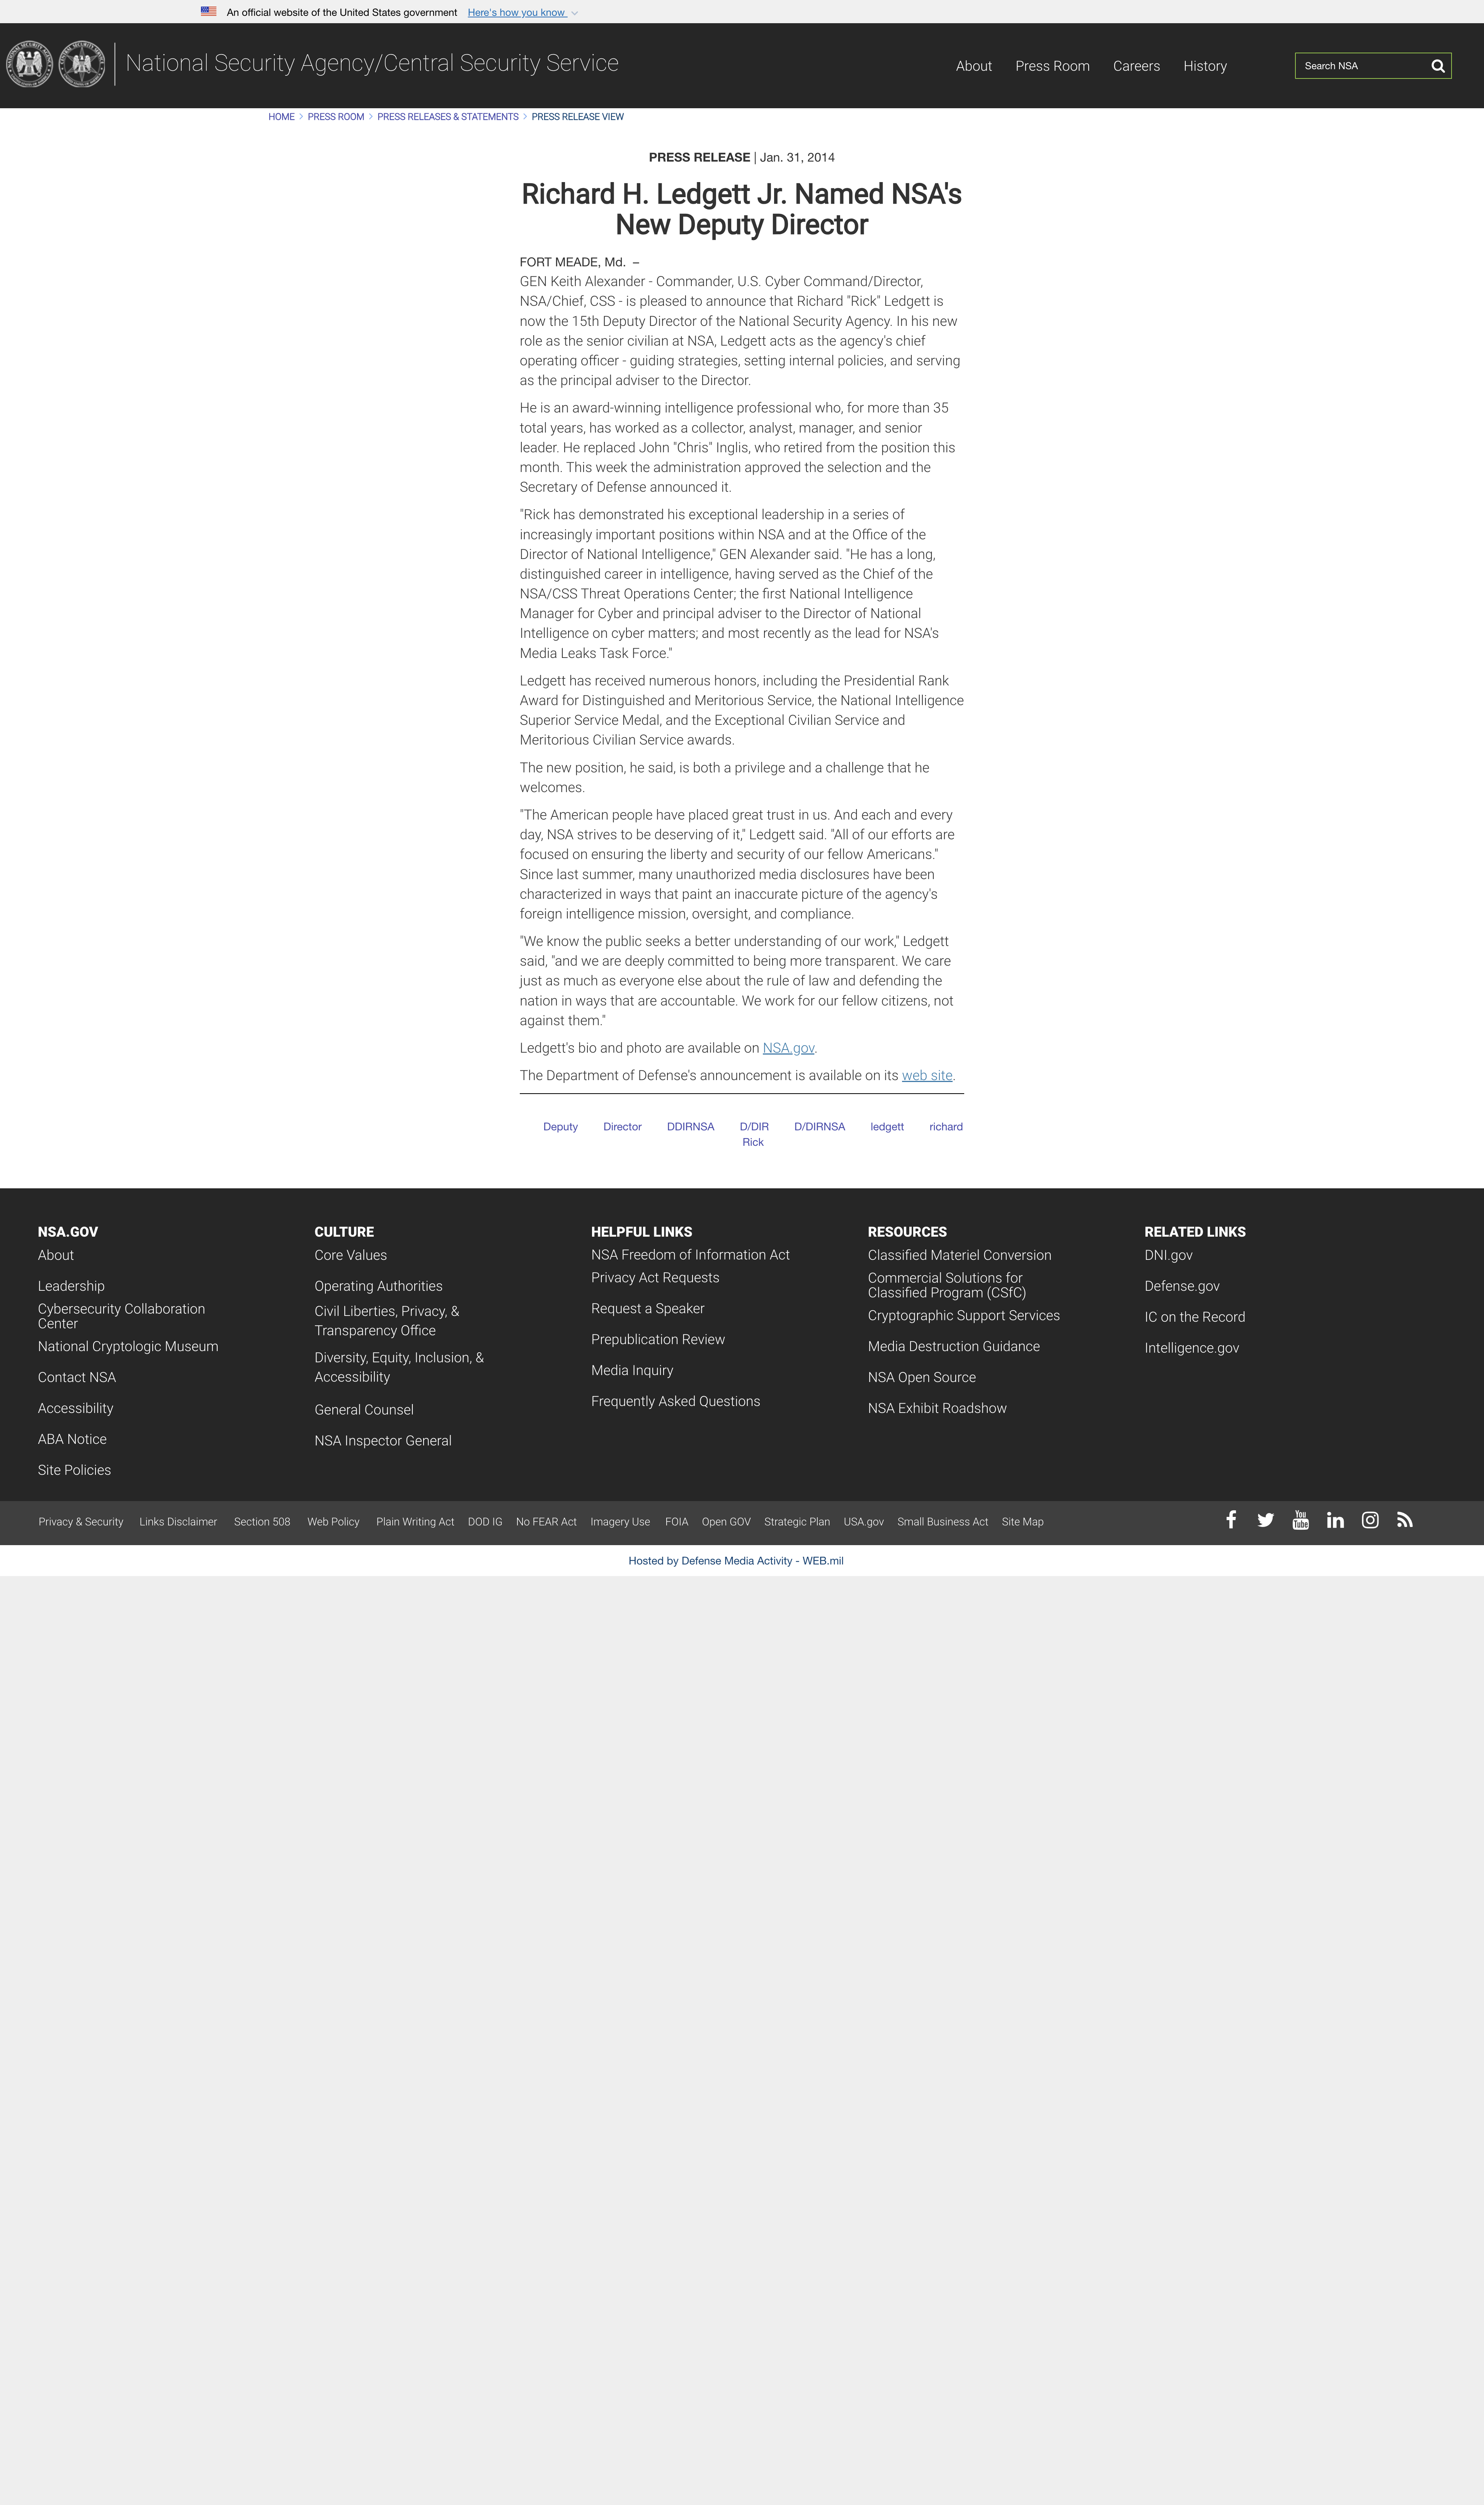 An official website of the United States government Here's how you know
National Security Agency/Central Security Service
About Press Room Careers History
Search NSA
HOME PRESS ROOM PRESS RELEASES & STATEMENTS PRESS RELEASE VIEW
PRESS RELEASE | Jan. 31, 2014
Richard H. Ledgett Jr. Named NSA's
New Deputy Director
FORT MEADE, Md. –
GEN Keith Alexander - Commander, U.S. Cyber Command/Director,
NSA/Chief, CSS - is pleased to announce that Richard "Rick" Ledgett is
now the 15th Deputy Director of the National Security Agency. In his new
role as the senior civilian at NSA, Ledgett acts as the agency's chief
operating officer - guiding strategies, setting internal policies, and serving
as the principal adviser to the Director.
He is an award-winning intelligence professional who, for more than 35
total years, has worked as a collector, analyst, manager, and senior
leader. He replaced John "Chris" Inglis, who retired from the position this
month. This week the administration approved the selection and the
Secretary of Defense announced it.
"Rick has demonstrated his exceptional leadership in a series of
increasingly important positions within NSA and at the Office of the
Director of National Intelligence," GEN Alexander said. "He has a long,
distinguished career in intelligence, having served as the Chief of the
NSA/CSS Threat Operations Center; the first National Intelligence
Manager for Cyber and principal adviser to the Director of National
Intelligence on cyber matters; and most recently as the lead for NSA's
Media Leaks Task Force."
Ledgett has received numerous honors, including the Presidential Rank
Award for Distinguished and Meritorious Service, the National Intelligence
Superior Service Medal, and the Exceptional Civilian Service and
Meritorious Civilian Service awards.
The new position, he said, is both a privilege and a challenge that he
welcomes.
"The American people have placed great trust in us. And each and every
day, NSA strives to be deserving of it," Ledgett said. "All of our efforts are
focused on ensuring the liberty and security of our fellow Americans."
Since last summer, many unauthorized media disclosures have been
characterized in ways that paint an inaccurate picture of the agency's
foreign intelligence mission, oversight, and compliance.
"We know the public seeks a better understanding of our work," Ledgett
said, "and we are deeply committed to being more transparent. We care
just as much as everyone else about the rule of law and defending the
nation in ways that are accountable. We work for our fellow citizens, not
against them."
Ledgett's bio and photo are available on NSA.gov.
The Department of Defense's announcement is available on its web site.
Deputy Director DDIRNSA D/DIR D/DIRNSA ledgett richard
Rick
NSA.GOV
About
Leadership
Cybersecurity Collaboration
Center
National Cryptologic Museum
Contact NSA
Accessibility
ABA Notice
Site Policies
CULTURE
Core Values
Operating Authorities
Civil Liberties, Privacy, &
Transparency Office
Diversity, Equity, Inclusion, &
Accessibility
General Counsel
NSA Inspector General
HELPFUL LINKS
NSA Freedom of Information Act
Privacy Act Requests
Request a Speaker
Prepublication Review
Media Inquiry
Frequently Asked Questions
RESOURCES
Classified Materiel Conversion
Commercial Solutions for
Classified Program (CSfC)
Cryptographic Support Services
Media Destruction Guidance
NSA Open Source
NSA Exhibit Roadshow
RELATED LINKS
DNI.gov
Defense.gov
IC on the Record
Intelligence.gov
Privacy & Security Links Disclaimer Section 508 Web Policy Plain Writing Act DOD IG No FEAR Act Imagery Use FOIA Open GOV Strategic Plan USA.gov Small Business Act Site Map
You
Tube
Hosted by Defense Media Activity - WEB.mil